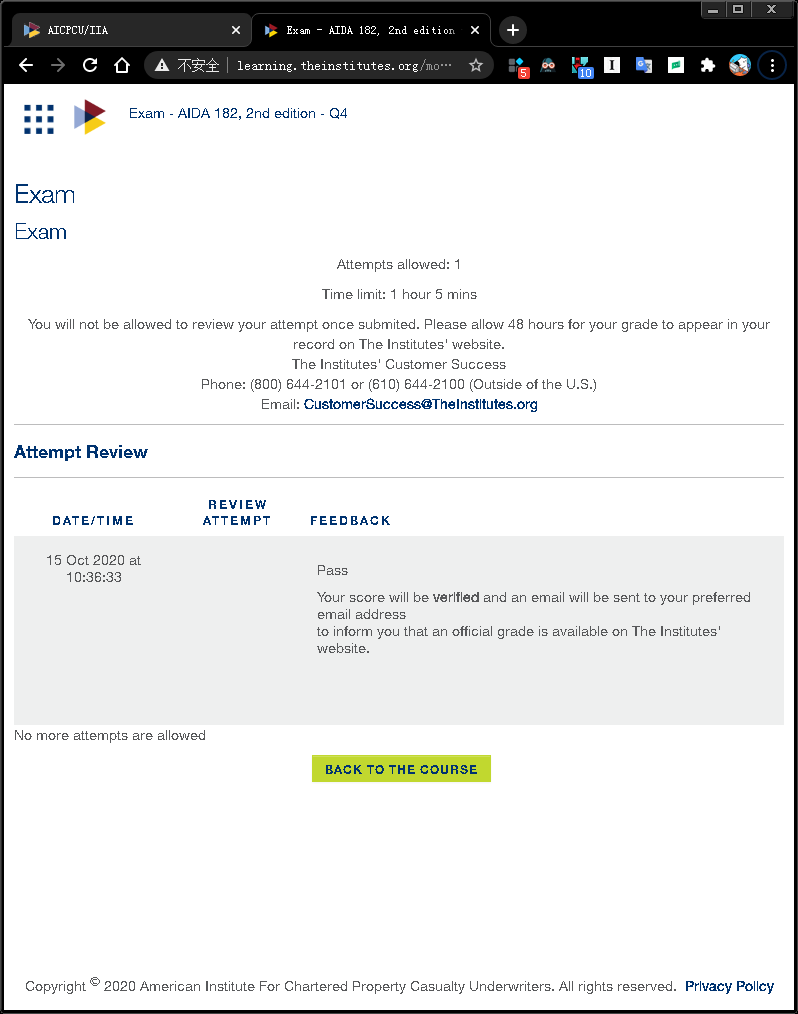 AICPCU/IIA
Exam - AIDA 182, 2nd edition
不安全 learning.theinstitutes.org/mo…
5
10
I
Exam - AIDA 182, 2nd edition - Q4
Exam
Exam
Attempts allowed: 1
Time limit: 1 hour 5 mins
You will not be allowed to review your attempt once submited. Please allow 48 hours for your grade to appear in your
record on The Institutes' website.
The Institutes' Customer Success
Phone: (800) 644-2101 or (610) 644-2100 (Outside of the U.S.)
Email: CustomerSuccess@TheInstitutes.org
Attempt Review
DATE/TIME
REVIEW
ATTEMPT
FEEDBACK
15 Oct 2020 at
10:36:33
Pass
Your score will be verified and an email will be sent to your preferred
email address
to inform you that an official grade is available on The Institutes'
website.
No more attempts are allowed
BACK TO THE COURSE
Copyright © 2020 American Institute For Chartered Property Casualty Underwriters. All rights reserved. Privacy Policy